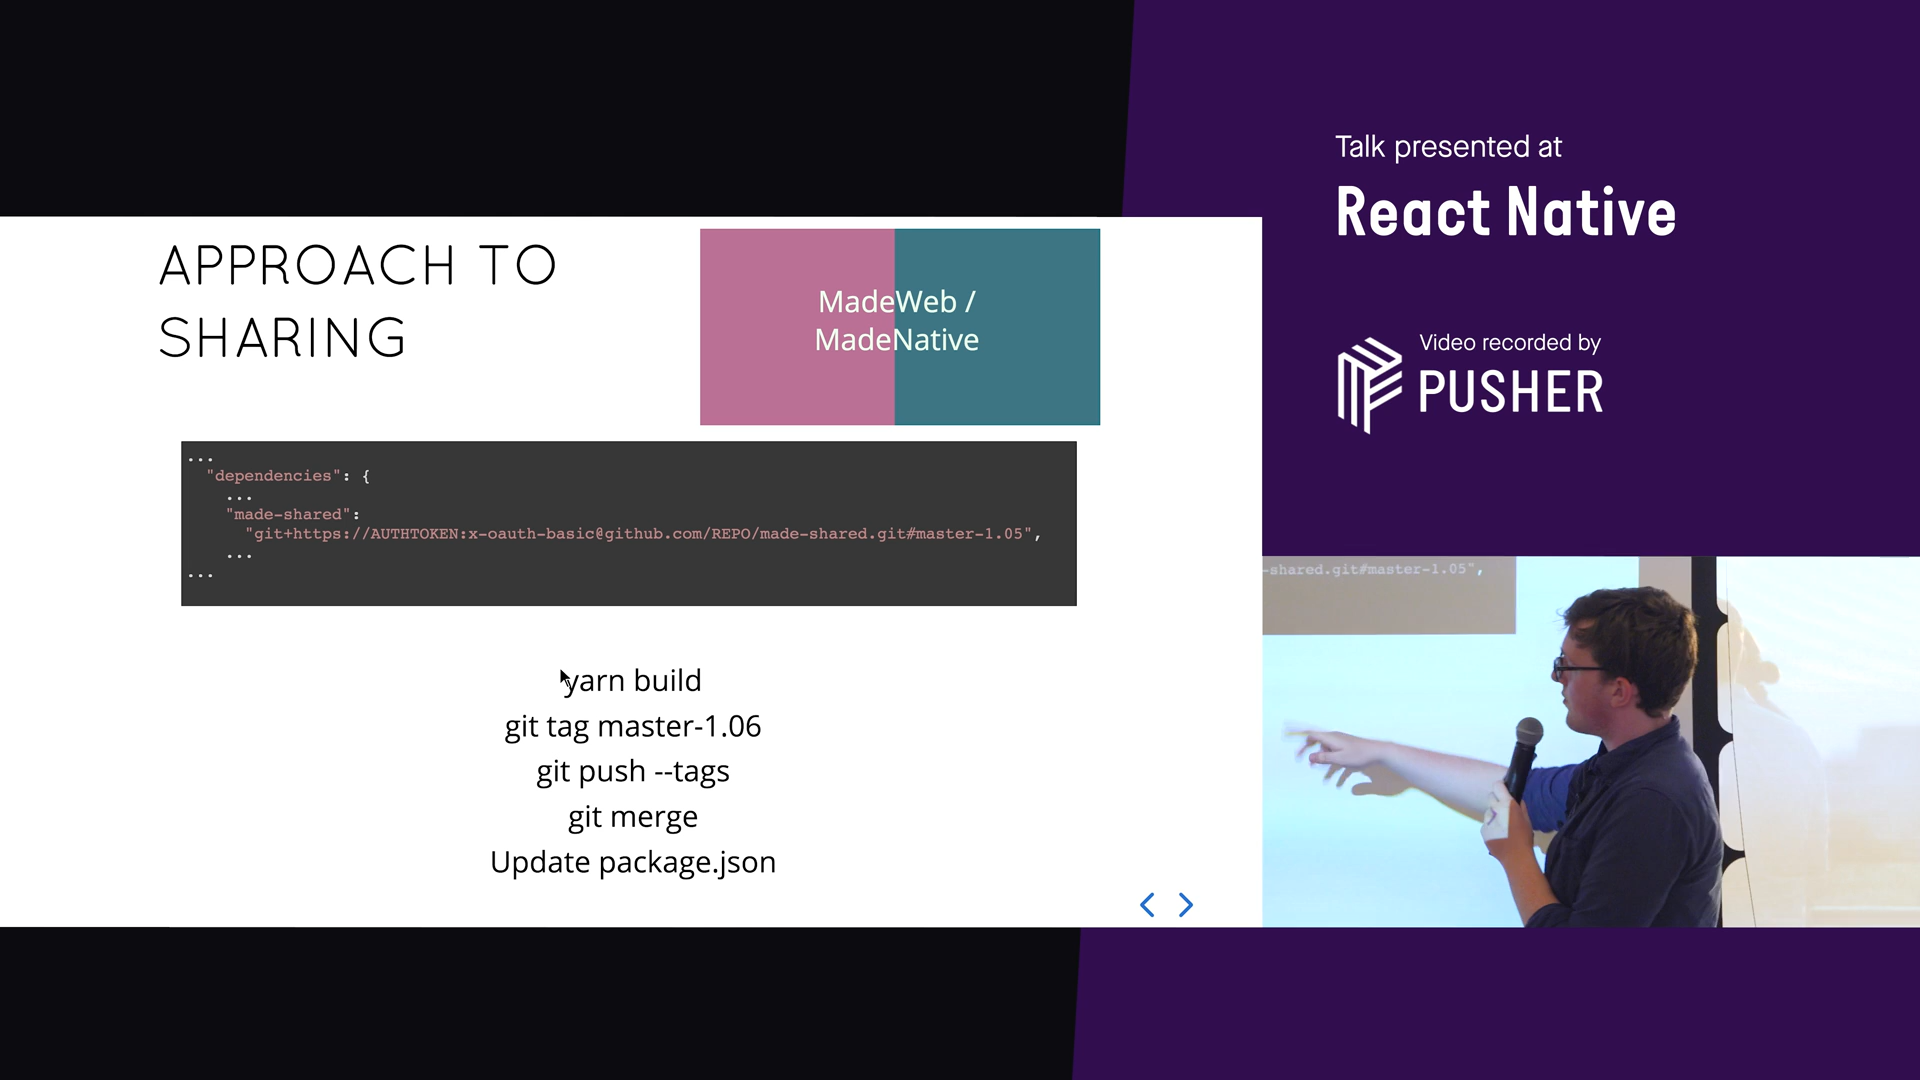 APPROACH TO
SHARING
MadeWeb /
MadeNative
...
"dependencies": {
...
"made-shared":
"git+https://AUTHTOKEN:x-oauth-basic@github.com/REPO/made-shared.git#master-1.05",
...
...
yarn build
git tag master-1.06
git push --tags
git merge
Update package.json
Talk presented at
React Native
Video recorded by
PUSHER
-shared.git#master-1.05",